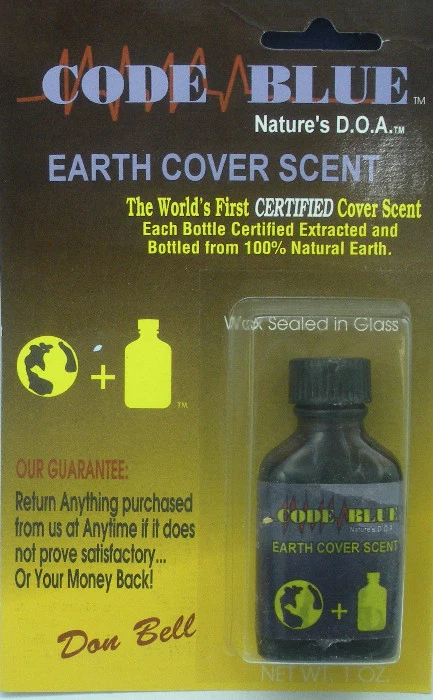 CODE BLUE TM
Nature's D.O.A.TM
EARTH COVER SCENT
The World's First CERTIFIED Cover Scent
Each Bottle Certified Extracted and
Bottled from 100% Natural Earth.
Wax Sealed in Glass
+
TM
OUR GUARANTEE:
Return Anything purchased
from us at Anytime if it does
not prove satisfactory...
Or Your Money Back!
Don Bell
CODE BLUE
Nature's D.O.A.
EARTH COVER SCENT
+
NET WT. 1 OZ.